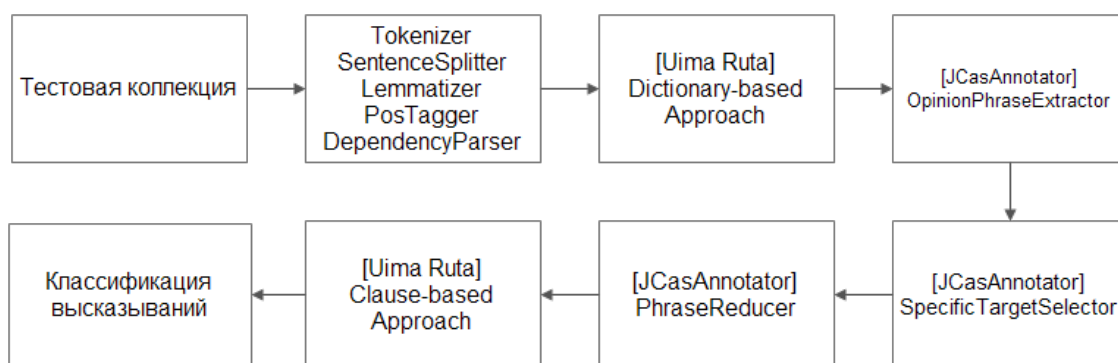 Тестовая коллекция
Tokenizer
SentenceSplitter
Lemmatizer
PosTagger
DependencyParser
[Uima Ruta]
Dictionary-based
Approach
[JCasAnnotator]
OpinionPhraseExtractor
[JCasAnnotator]
SpecificTargetSelector
[JCasAnnotator]
PhraseReducer
[Uima Ruta]
Clause-based
Approach
Классификация
высказываний